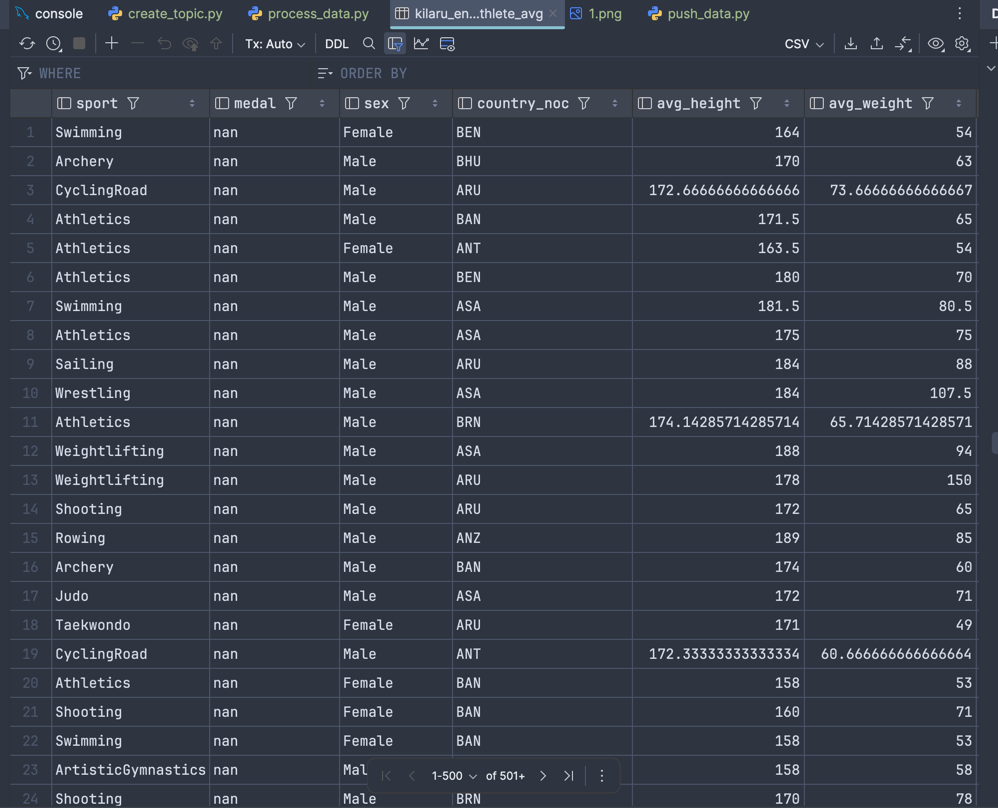 console create_topic.py process_data.py kilaru_en...thlete_avg 1.png push_data.py D
Tx: Auto DDL CSV
WHERE ORDER BY
sport medal sex country_noc avg_height avg_weight
1 Swimming nan Female BEN 164 54
2 Archery nan Male BHU 170 63
3 CyclingRoad nan Male ARU 172.66666666666666 73.66666666666667
4 Athletics nan Male BAN 171.5 65
5 Athletics nan Female ANT 163.5 54
6 Athletics nan Male BEN 180 70
7 Swimming nan Male ASA 181.5 80.5
8 Athletics nan Male ASA 175 75
9 Sailing nan Male ARU 184 88
10 Wrestling nan Male ASA 184 107.5
11 Athletics nan Male BRN 174.14285714285714 65.71428571428571
12 Weightlifting nan Male ASA 188 94
13 Weightlifting nan Male ARU 178 150
14 Shooting nan Male ARU 172 65
15 Rowing nan Male ANZ 189 85
16 Archery nan Male BAN 174 60
17 Judo nan Male ASA 172 71
18 Taekwondo nan Female ARU 171 49
19 CyclingRoad nan Male ANT 172.33333333333334 60.666666666666664
20 Athletics nan Female BAN 158 53
21 Shooting nan Female BAN 160 71
22 Swimming nan Female BAN 158 53
23 ArtisticGymnastics nan Mal 158 58
1-500 of 501+
24 Shooting nan Male BRN 170 78